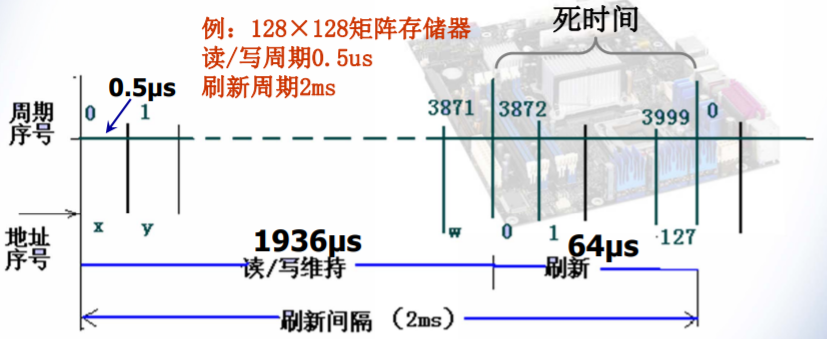 例：128×128矩阵存储器
读/写周期0.5us
刷新周期2ms
死时间
0.5μs
周期
序号
0 1 3871 3872 3999 0
地址
序号
x y w 0 1 ·127
1936μs 64μs
读/写维持 刷新
刷新间隔 （2ms）